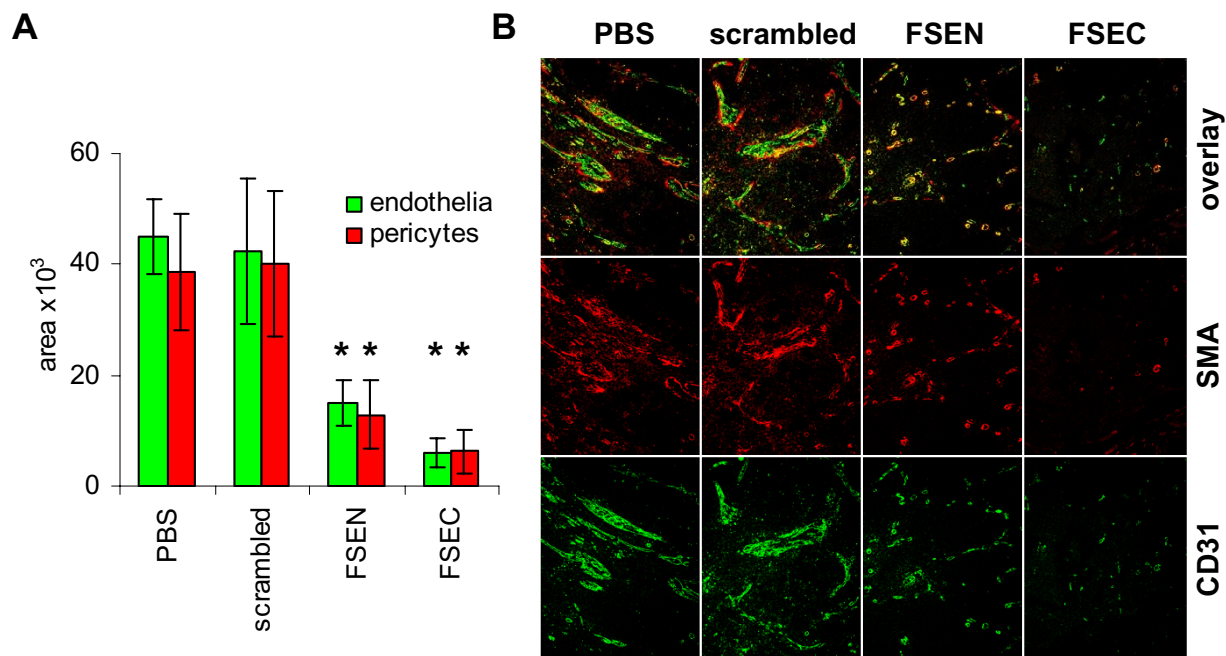 A
60
40
20
0
area x10³
endothelia
pericytes
* *
* *
PBS
scrambled
FSEN
FSEC
B
PBS scrambled FSEN FSEC
overlay
SMA
CD31